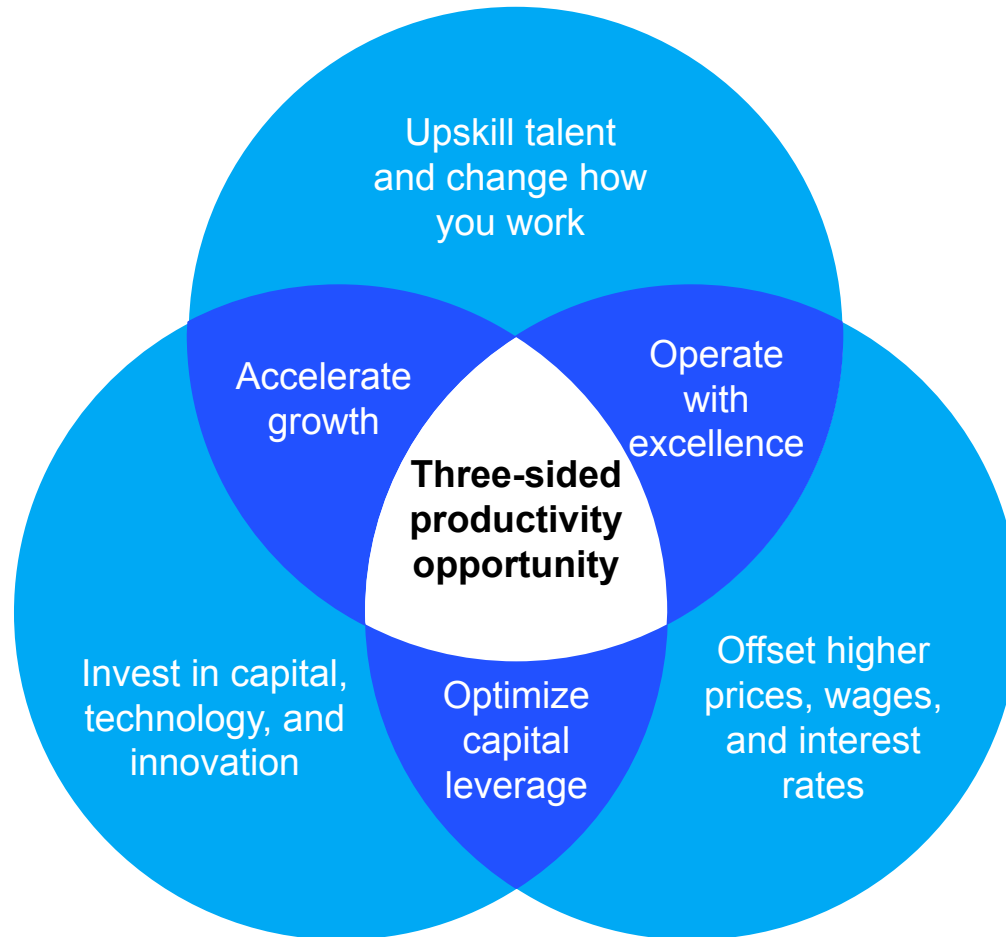 Upskill talent
and change how
you work
Accelerate
growth
Operate
with
excellence
Three-sided
productivity
opportunity
Invest in capital,
technology, and
innovation
Optimize
capital
leverage
Offset higher
prices, wages,
and interest
rates